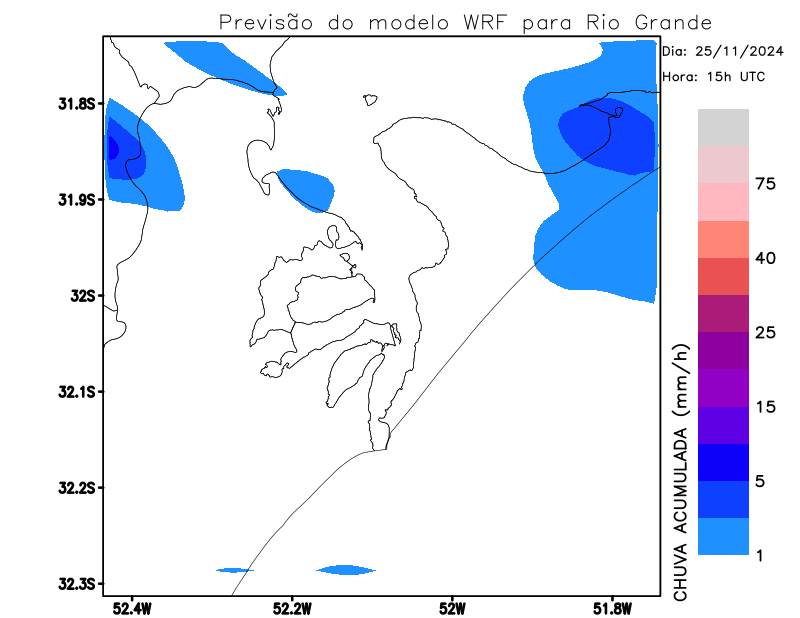 Previsão do modelo WRF para Rio Grande
Dia: 25/11/2024
Hora: 15h UTC
31.8S
31.9S
32S
32.1S
32.2S
32.3S
52.4W
52.2W
52W
51.8W
75
40
25
15
5
1
CHUVA ACUMULADA (mm/h)